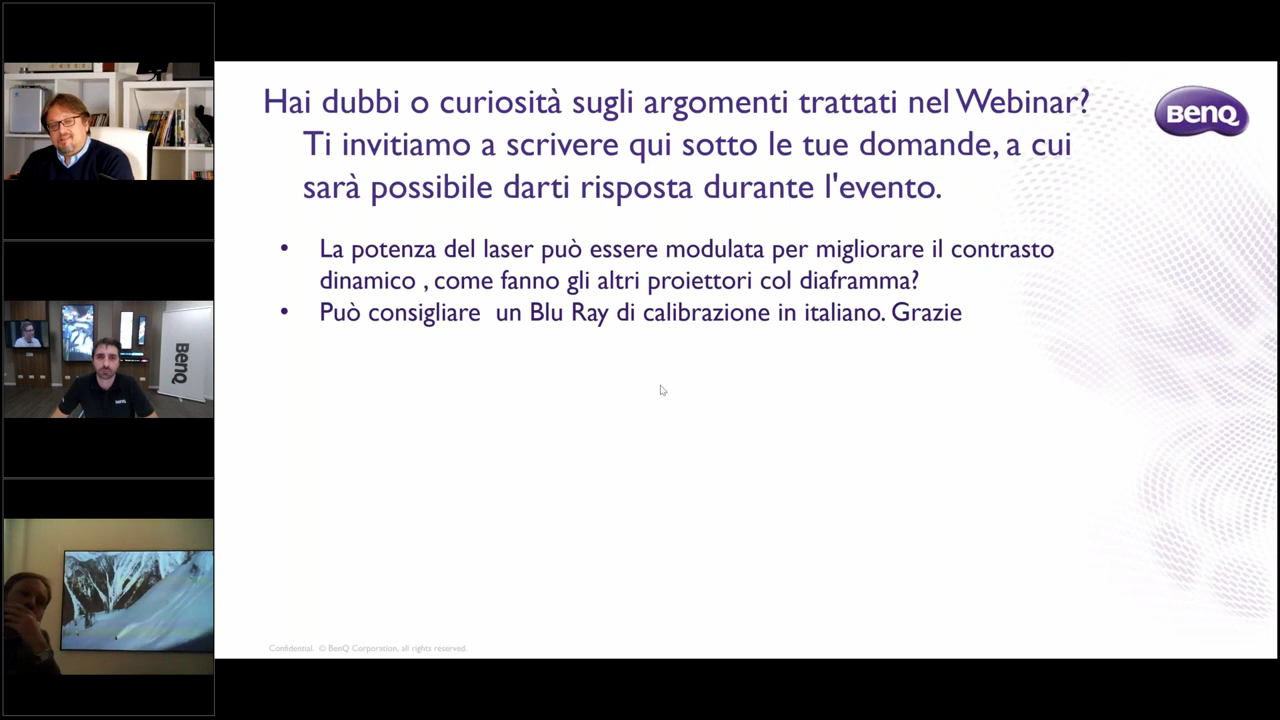 Hai dubbi o curiosità sugli argomenti trattati nel Webinar?
Ti invitiamo a scrivere qui sotto le tue domande, a cui
sarà possibile darti risposta durante l'evento.
BenQ
• La potenza del laser può essere modulata per migliorare il contrasto
dinamico , come fanno gli altri proiettori col diaframma?
• Può consigliare un Blu Ray di calibrazione in italiano. Grazie
BenQ
BenQ
Confidential. © BenQ Corporation, all rights reserved.